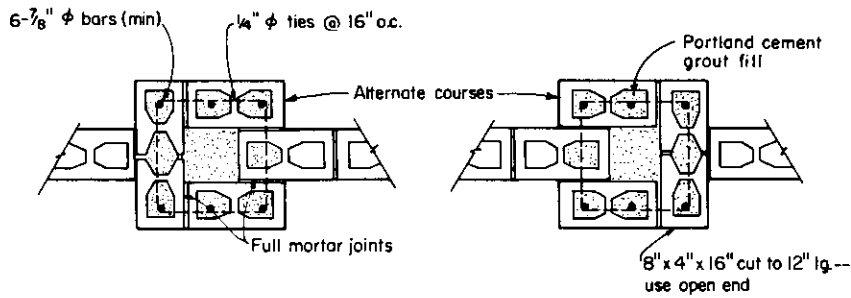 6-7/8" φ bars (min)
1/4" φ ties @ 16" o.c.
Portland cement
grout fill
Alternate courses
Full mortar joints
8" x 4" x 16" cut to 12" lg --
use open end